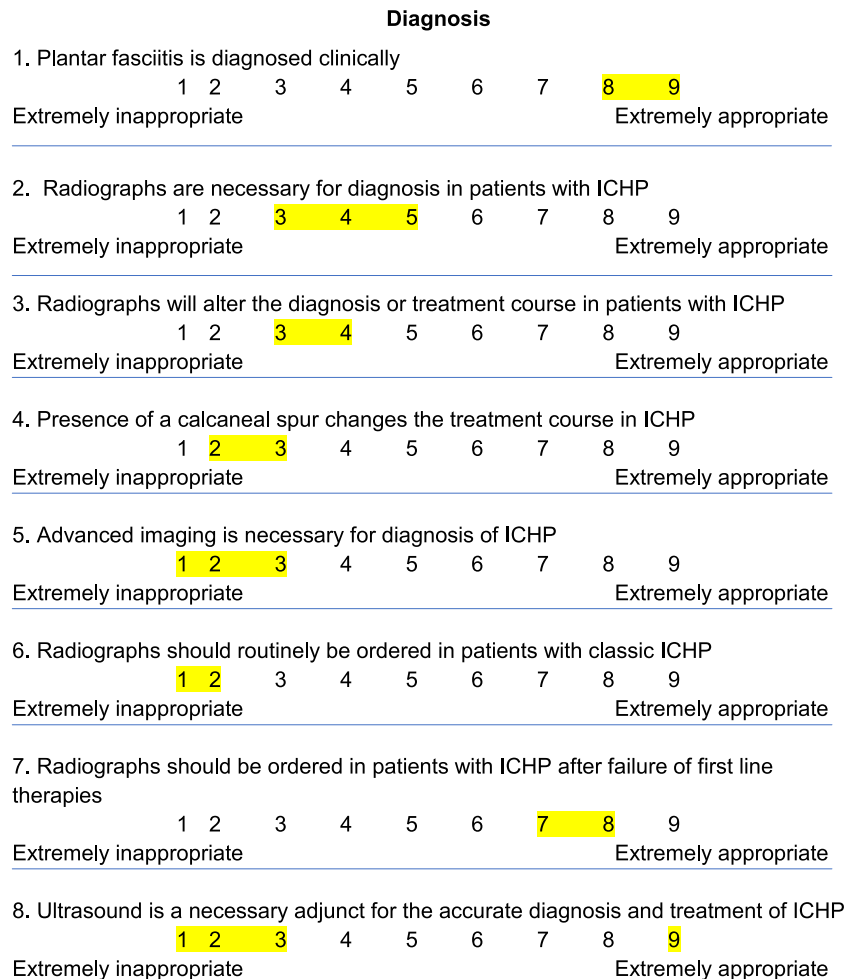 Diagnosis
1. Plantar fasciitis is diagnosed clinically
1 2 3 4 5 6 7 8 9
Extremely inappropriate Extremely appropriate
2. Radiographs are necessary for diagnosis in patients with ICHP
1 2 3 4 5 6 7 8 9
Extremely inappropriate Extremely appropriate
3. Radiographs will alter the diagnosis or treatment course in patients with ICHP
1 2 3 4 5 6 7 8 9
Extremely inappropriate Extremely appropriate
4. Presence of a calcaneal spur changes the treatment course in ICHP
1 2 3 4 5 6 7 8 9
Extremely inappropriate Extremely appropriate
5. Advanced imaging is necessary for diagnosis of ICHP
1 2 3 4 5 6 7 8 9
Extremely inappropriate Extremely appropriate
6. Radiographs should routinely be ordered in patients with classic ICHP
1 2 3 4 5 6 7 8 9
Extremely inappropriate Extremely appropriate
7. Radiographs should be ordered in patients with ICHP after failure of first line
therapies
1 2 3 4 5 6 7 8 9
Extremely inappropriate Extremely appropriate
8. Ultrasound is a necessary adjunct for the accurate diagnosis and treatment of ICHP
1 2 3 4 5 6 7 8 9
Extremely inappropriate Extremely appropriate